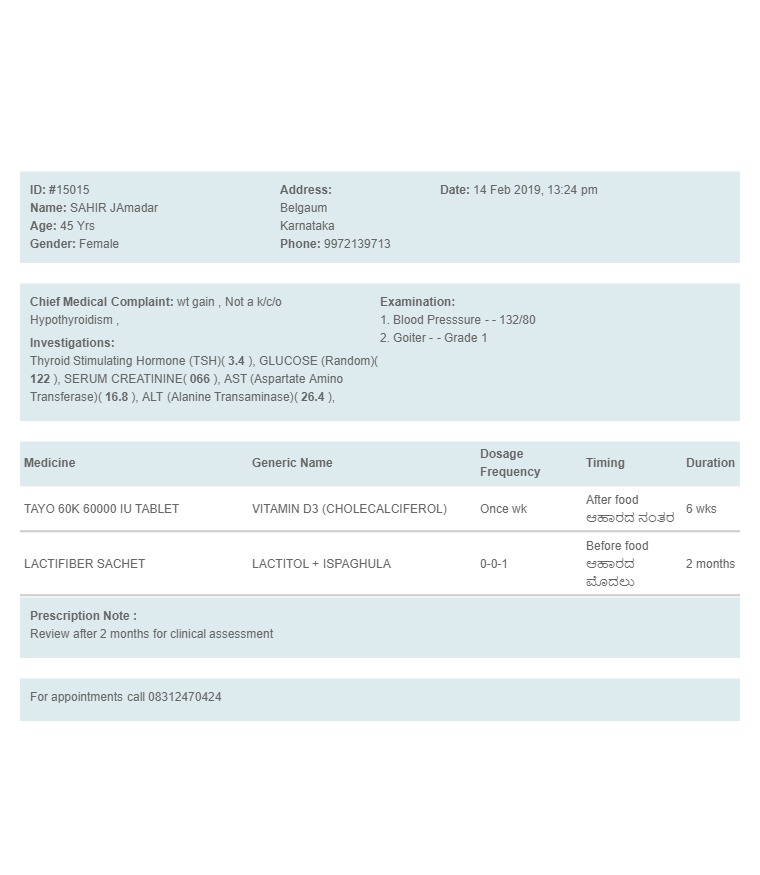 ID: #15015
Name: SAHIR JAmadar
Age: 45 Yrs
Gender: Female
Address:
Belgaum
Karnataka
Phone: 9972139713
Date: 14 Feb 2019, 13:24 pm
Chief Medical Complaint: wt gain , Not a k/c/o
Hypothyroidism ,
Investigations:
Thyroid Stimulating Hormone (TSH)( 3.4 ), GLUCOSE (Random)(
122 ), SERUM CREATININE( 066 ), AST (Aspartate Amino
Transferase)( 16.8 ), ALT (Alanine Transaminase)( 26.4 ),
Examination:
1. Blood Presssure - - 132/80
2. Goiter - - Grade 1
Medicine Generic Name Dosage Frequency Timing Duration
TAYO 60K 60000 IU TABLET VITAMIN D3 (CHOLECALCIFEROL) Once wk After food 6 wks
ಆಹಾರದ ನಂತರ
LACTIFIBER SACHET LACTITOL + ISPAGHULA 0-0-1 Before food 2 months
ಆಹಾರದ
ಮೊದಲು
Prescription Note :
Review after 2 months for clinical assessment
For appointments call 08312470424